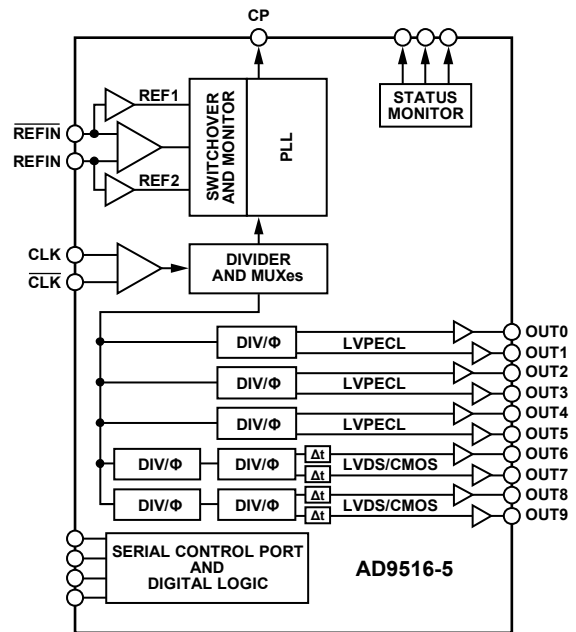 CP
REF1
SWITCHOVER
AND MONITOR
PLL
STATUS
MONITOR
REFIN
REFIN
REF2
CLK
CLK
DIVIDER
AND MUXes
DIV/Φ
LVPECL
OUT0
OUT1
DIV/Φ
LVPECL
OUT2
OUT3
DIV/Φ
LVPECL
OUT4
OUT5
DIV/Φ
DIV/Φ
Δt
Δt
LVDS/CMOS
OUT6
OUT7
DIV/Φ
DIV/Φ
Δt
Δt
LVDS/CMOS
OUT8
OUT9
SERIAL CONTROL PORT
AND
DIGITAL LOGIC
AD9516-5